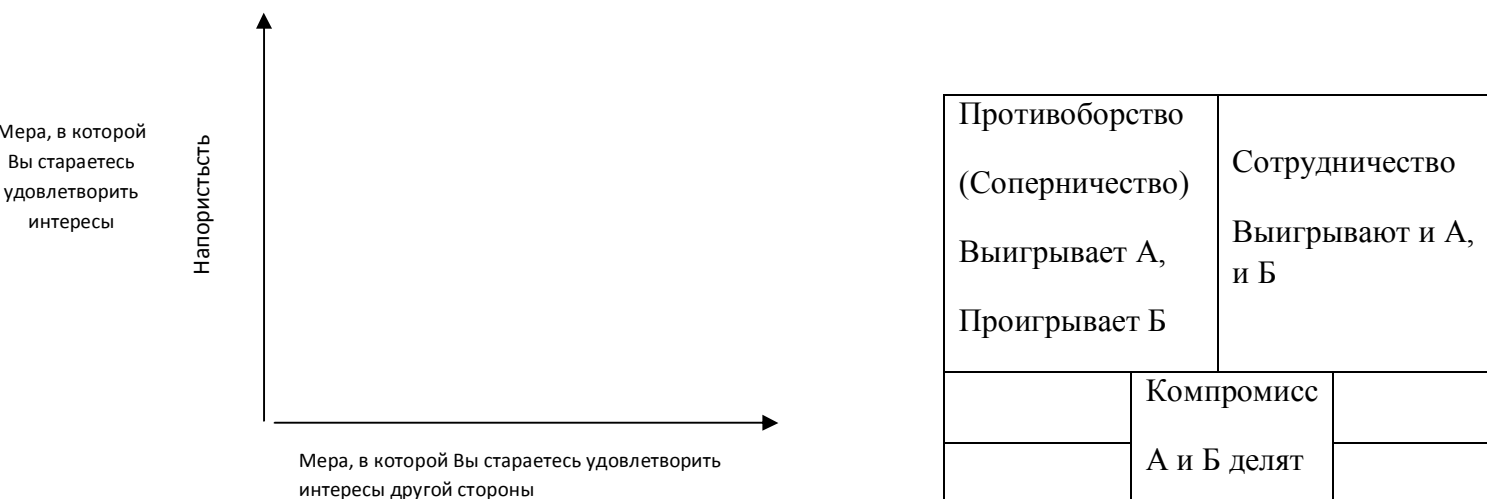 Мера, в которой
Вы стараетесь
удовлетворить
интересы
Напористьсть
Мера, в которой Вы стараетесь удовлетворить
интересы другой стороны
Противоборство
(Соперничество)
Выигрывает А,
Проигрывает Б
Сотрудничество
Выигрывают и А,
и Б
Компромисс
А и Б делят